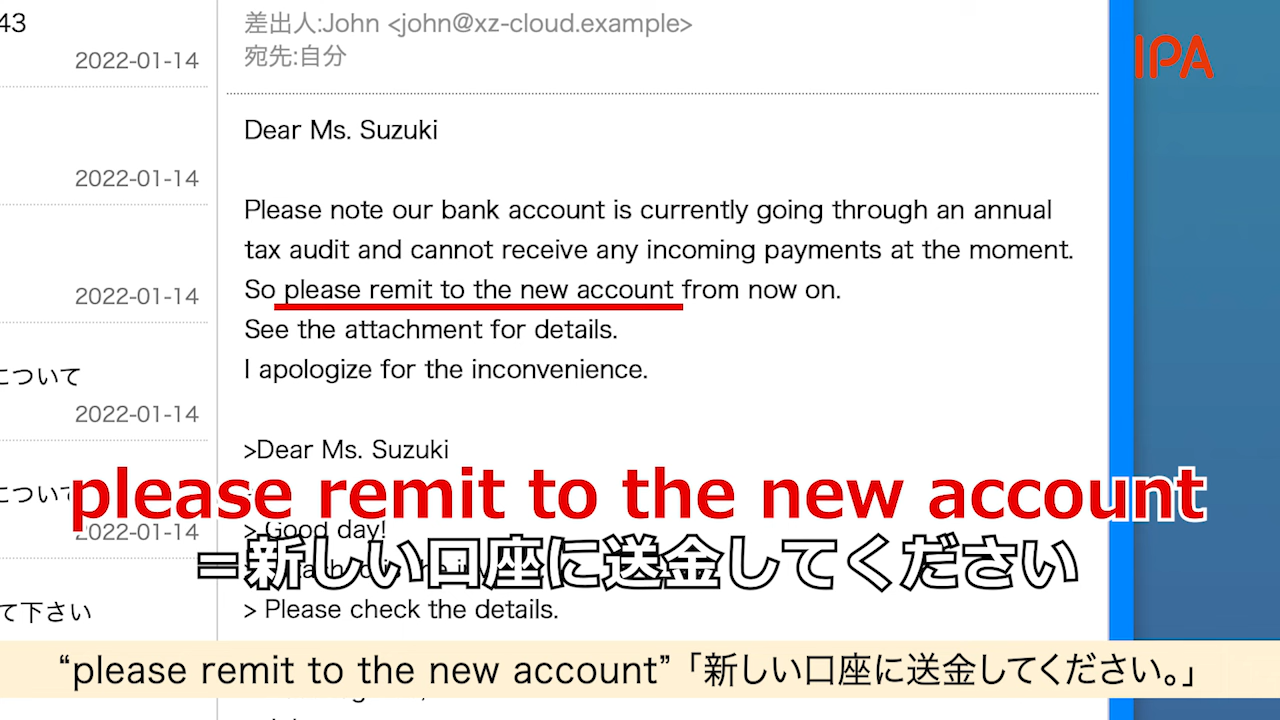 43
2022-01-14
2022-01-14
2022-01-14
について
2022-01-14
について
2022-01-14
て下さい
差出人:John <john@xz-cloud.example>
宛先:自分
IPA
Dear Ms. Suzuki
Please note our bank account is currently going through an annual
tax audit and cannot receive any incoming payments at the moment.
So please remit to the new account from now on.
See the attachment for details.
I apologize for the inconvenience.
>Dear Ms. Suzuki
> Good day!
> Please check the details.
please remit to the new account
=新しい口座に送金してください
“please remit to the new account”「新しい口座に送金してください。」